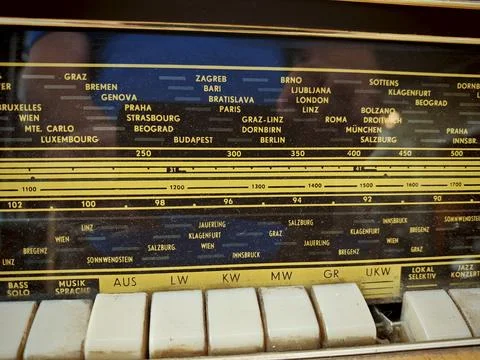 GRAZ ZAGREB BRNO SOTTENS DORNB
BREMEN BARI LJUBLJANA KLAGENFURT
GENOVA BRATISLAVA LONDON BEOGRAD
BRUXELLES PRAHA PARIS LINZ BOLZANO
WIEN STRASBOURG GRAZ-LINZ ROMA DROITWICH
MTE. CARLO BEOGRAD DORNBIRN MÜNCHEN PRAHA
LUXEMBOURG BUDAPEST BERLIN SALZBURG INNSBR.
250 300 350 400 450 500
1100 1200 1300 1400 1500 1600 1700
102 100 98 96 94 92 90
JAUERLING SALZBURG INNSBRUCK SONNWENDSTEIN
WIEN KLAGENFURT GRAZ WIEN GRAZ
BREGENZ SALZBURG WIEN JAUERLING BREGENZ
LINZ SONNWENDSTEIN INNSBRUCK KLAGENFURT LINZ
BASS MUSIK AUS LW KW MW GR UKW LOKAL JAZZ
SOLO SPRACHE SELEKTIV KONZERT